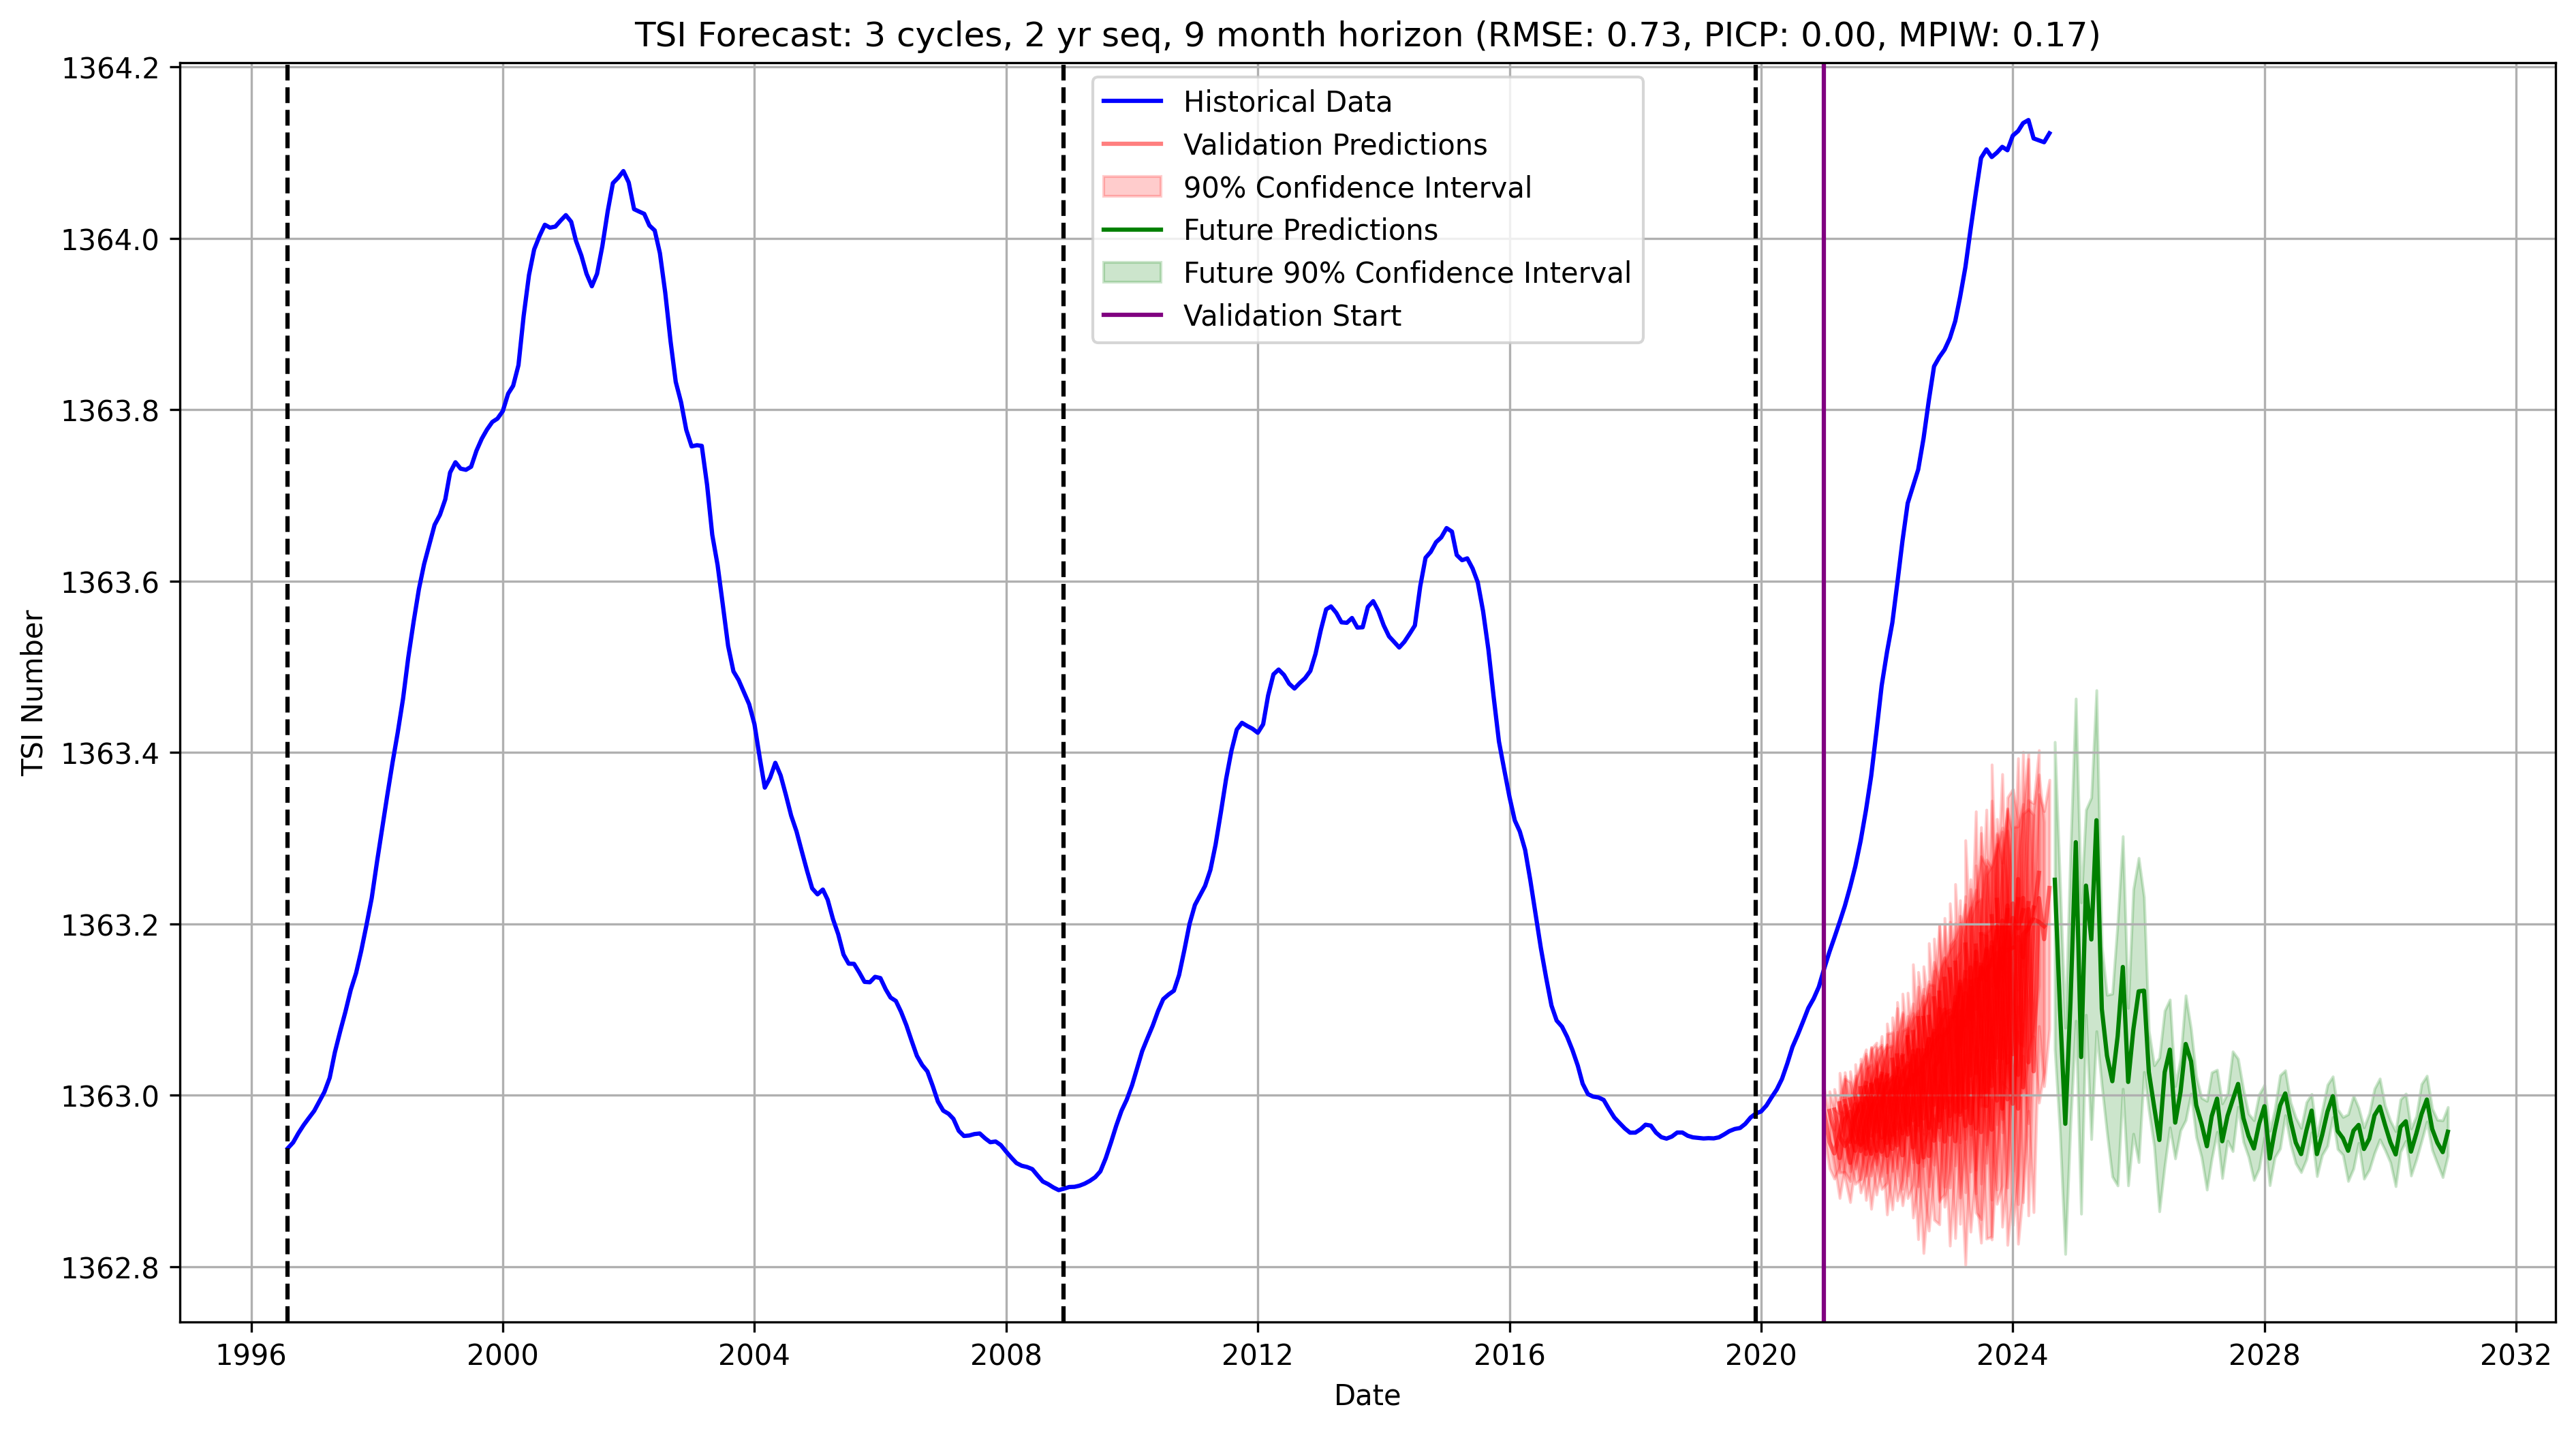 TSI Forecast: 3 cycles, 2 yr seq, 9 month horizon (RMSE: 0.73, PICP: 0.00, MPIW: 0.17)
1364.2
1364.0
1363.8
1363.6
1363.4
1363.2
1363.0
1362.8
TSI Number
Historical Data
Validation Predictions
90% Confidence Interval
Future Predictions
Future 90% Confidence Interval
Validation Start
1996 2000 2004 2008 2012 2016 2020 2024 2028 2032
Date